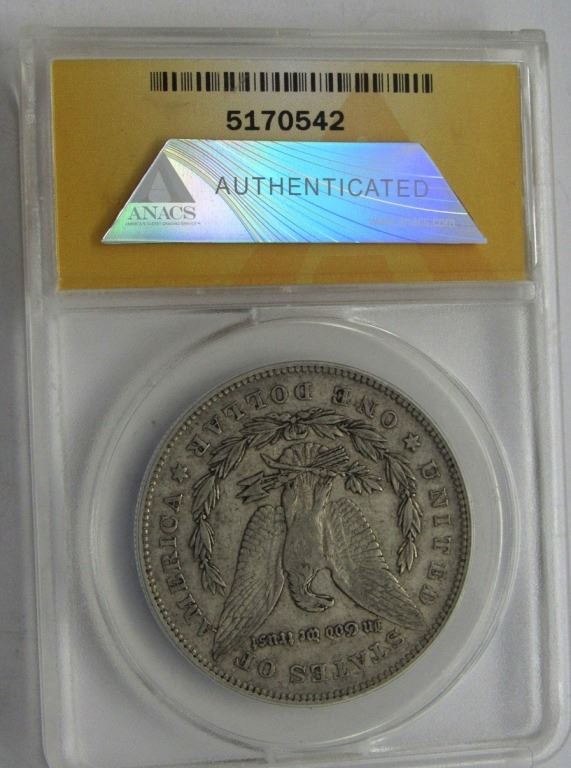 5170542
AUTHENTICATED
ANACS
www.anacs.com
UNITED STATES OF AMERICA
In God we trust
ONE DOLLAR